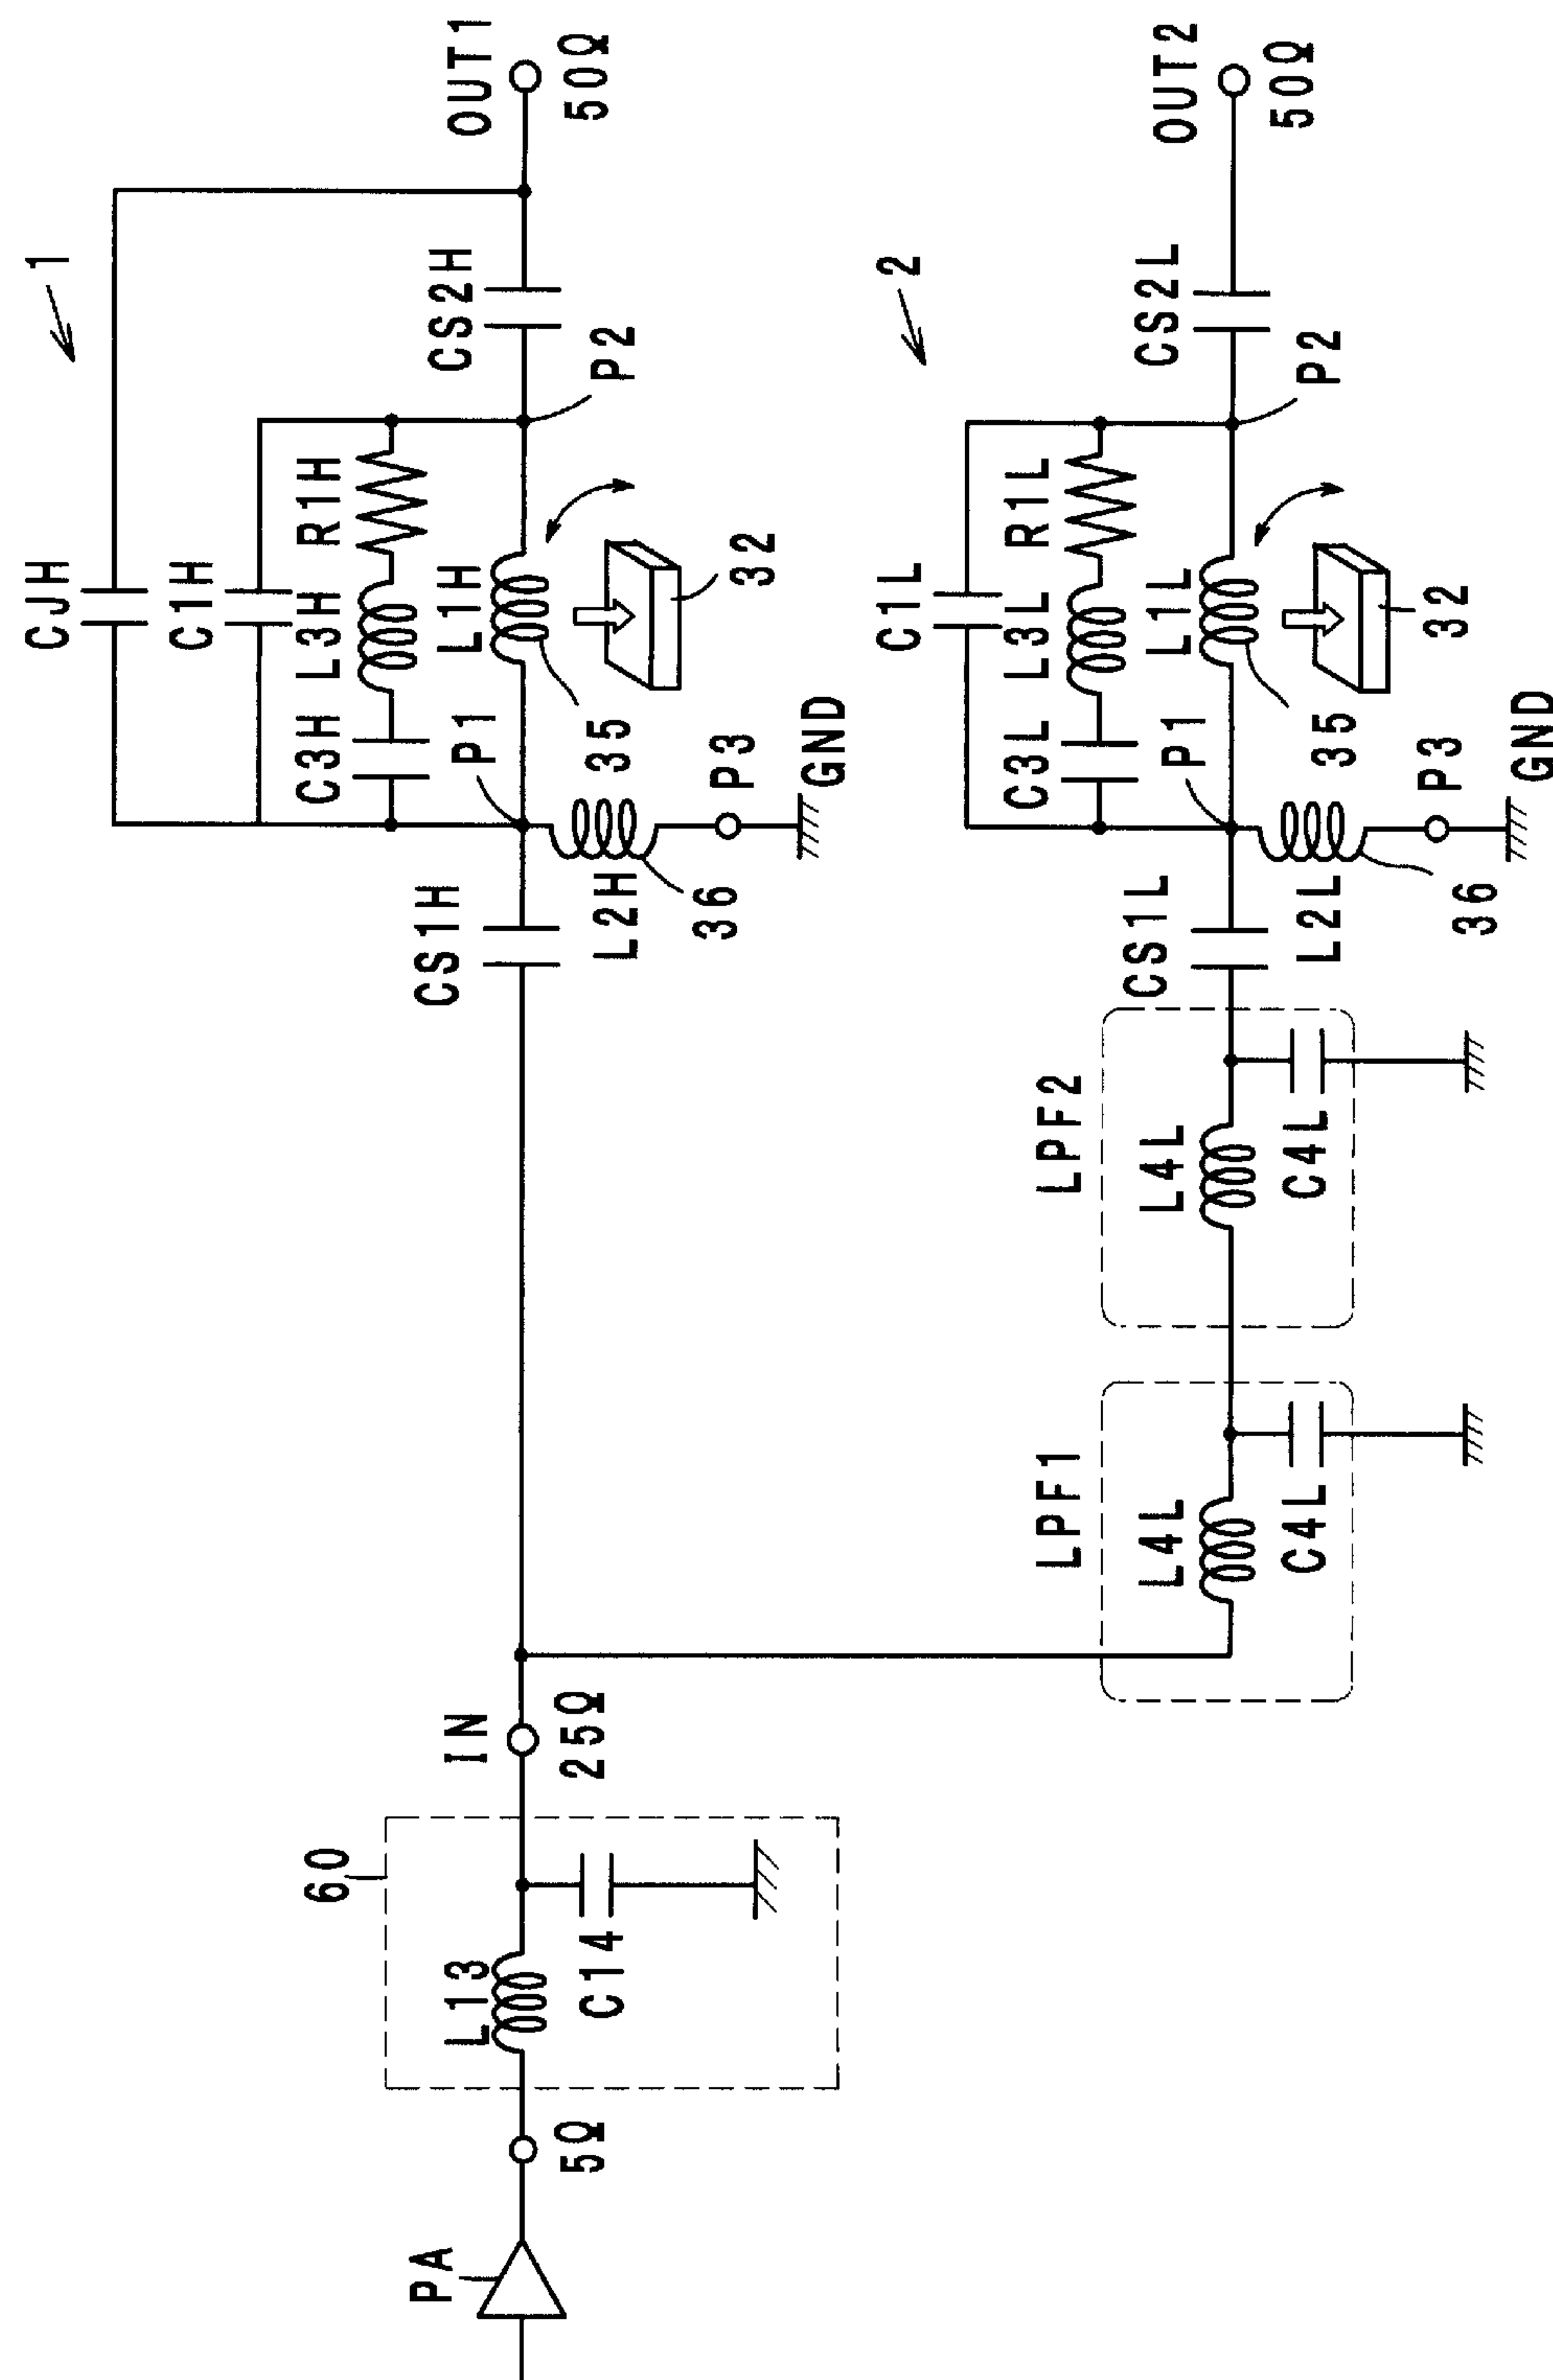 1
CJH
C1H
L3H
R1H
C3H
L1H
P1
CS2H
OUT1
50Ω
P2
35
32
P3
GND
CS1H
L2H
36
60
L13
C14
PA
5Ω
IN
25Ω
2
C1L
L3L
R1L
C3L
L1L
P1
CS2L
OUT2
50Ω
P2
35
32
P3
GND
CS1L
L2L
36
LPF1
L4L
C4L
LPF2
L4L
C4L